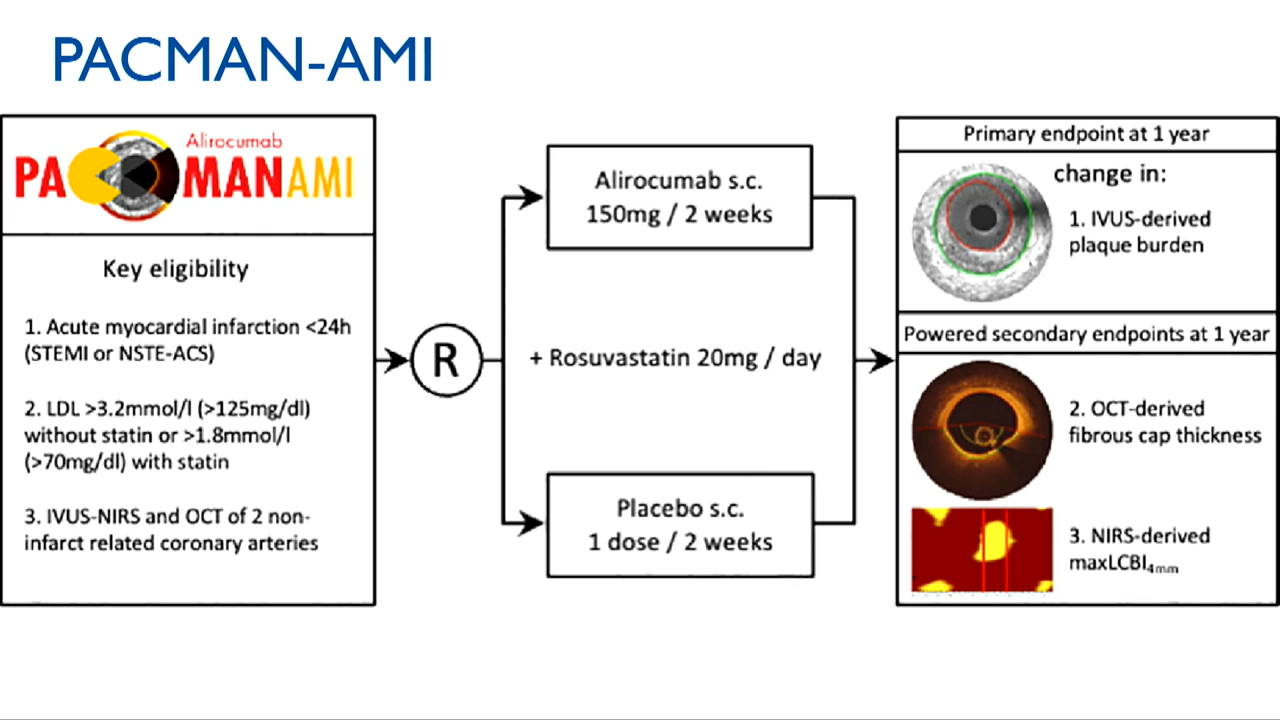 PACMAN-AMI
Alirocumab
PACMANAMI
Key eligibility
1. Acute myocardial infarction <24h
(STEMI or NSTE-ACS)
2. LDL >3.2mmol/l (>125mg/dl)
without statin or >1.8mmol/l
(>70mg/dl) with statin
3. IVUS-NIRS and OCT of 2 non-
infarct related coronary arteries
R
Alirocumab s.c.
150mg / 2 weeks
+ Rosuvastatin 20mg / day
Placebo s.c.
1 dose / 2 weeks
Primary endpoint at 1 year
change in:
1. IVUS-derived
plaque burden
Powered secondary endpoints at 1 year
2. OCT-derived
fibrous cap thickness
3. NIRS-derived
maxLCBI4mm